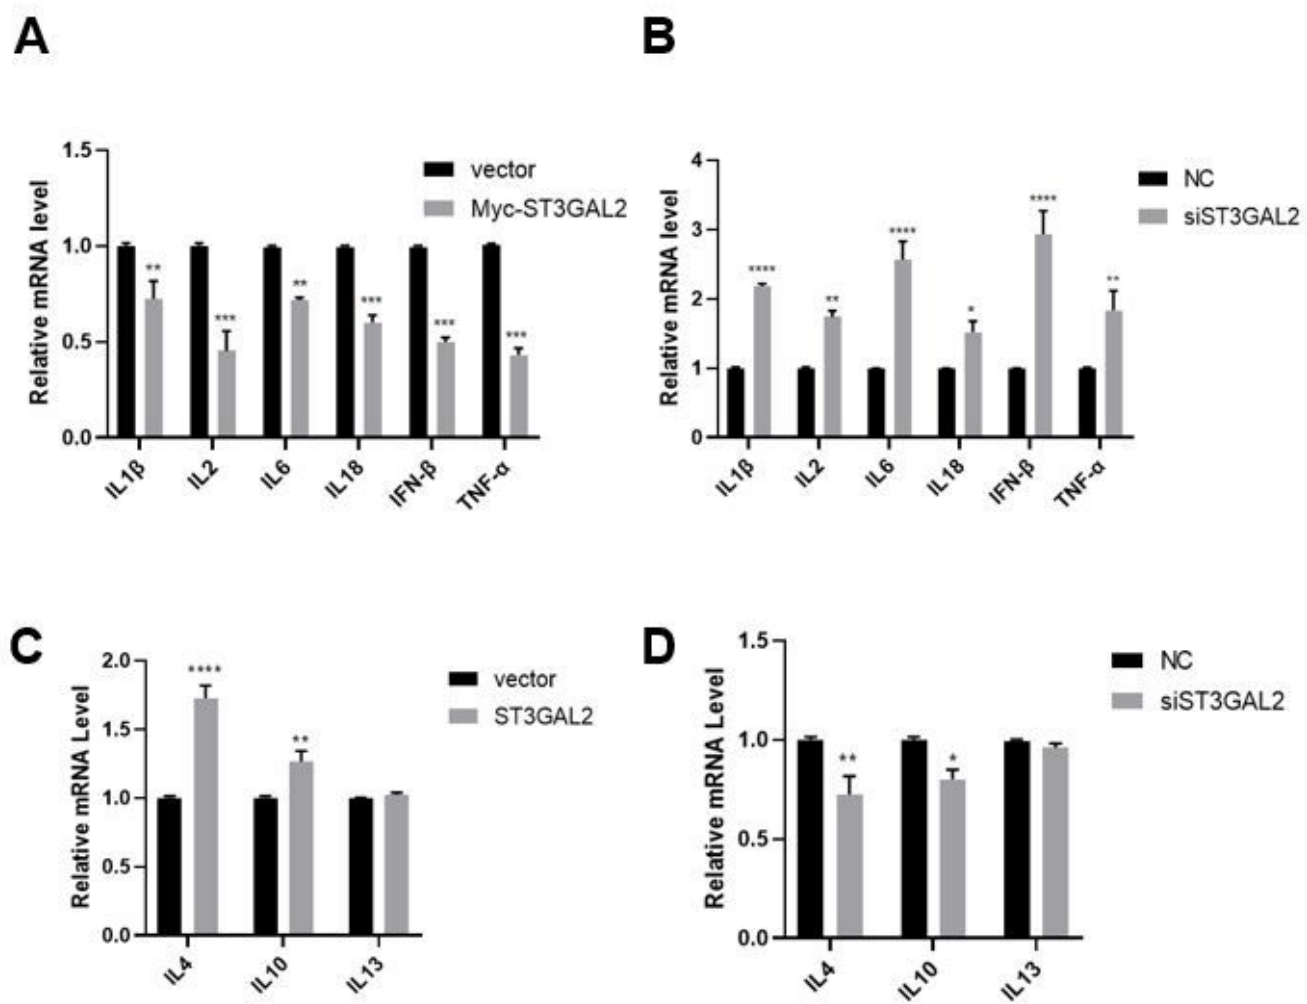 A
Relative mRNA level
1.5
1.0
0.5
0.0
vector
Myc-ST3GAL2
**
***
**
***
***
***
IL1β
IL2
IL6
IL18
IFN-β
TNF-α
B
Relative mRNA level
4
3
2
1
0
NC
siST3GAL2
****
**
****
*
****
**
IL1β
IL2
IL6
IL18
IFN-β
TNF-α
C
Relative mRNA Level
2.0
1.5
1.0
0.5
0.0
vector
ST3GAL2
****
**
IL4
IL10
IL13
D
Relative mRNA Level
1.5
1.0
0.5
0.0
NC
siST3GAL2
**
*
IL4
IL10
IL13